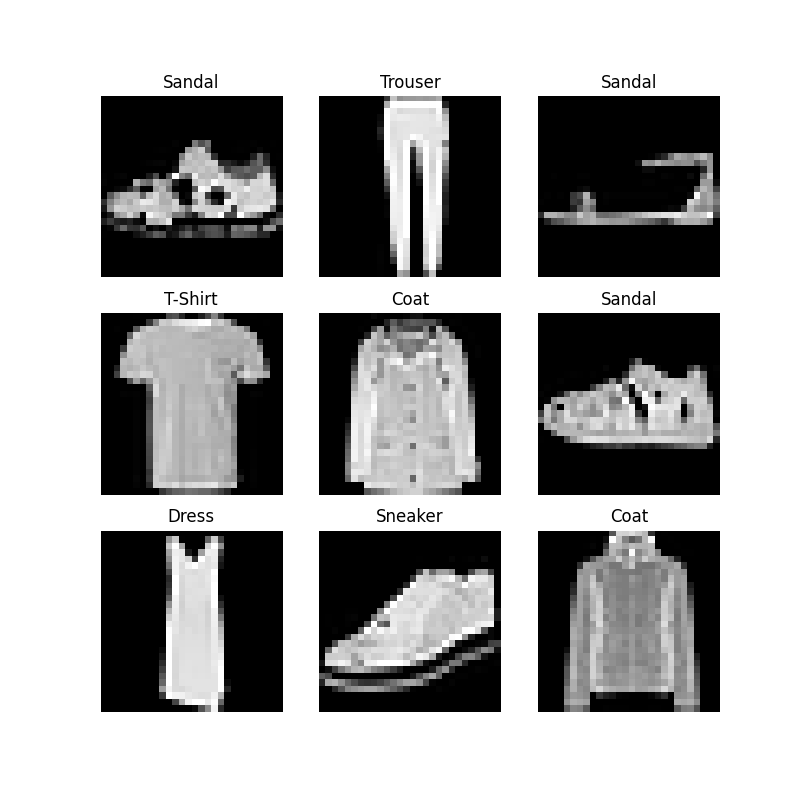 Sandal
Trouser
Sandal
T-Shirt
Coat
Sandal
Dress
Sneaker
Coat